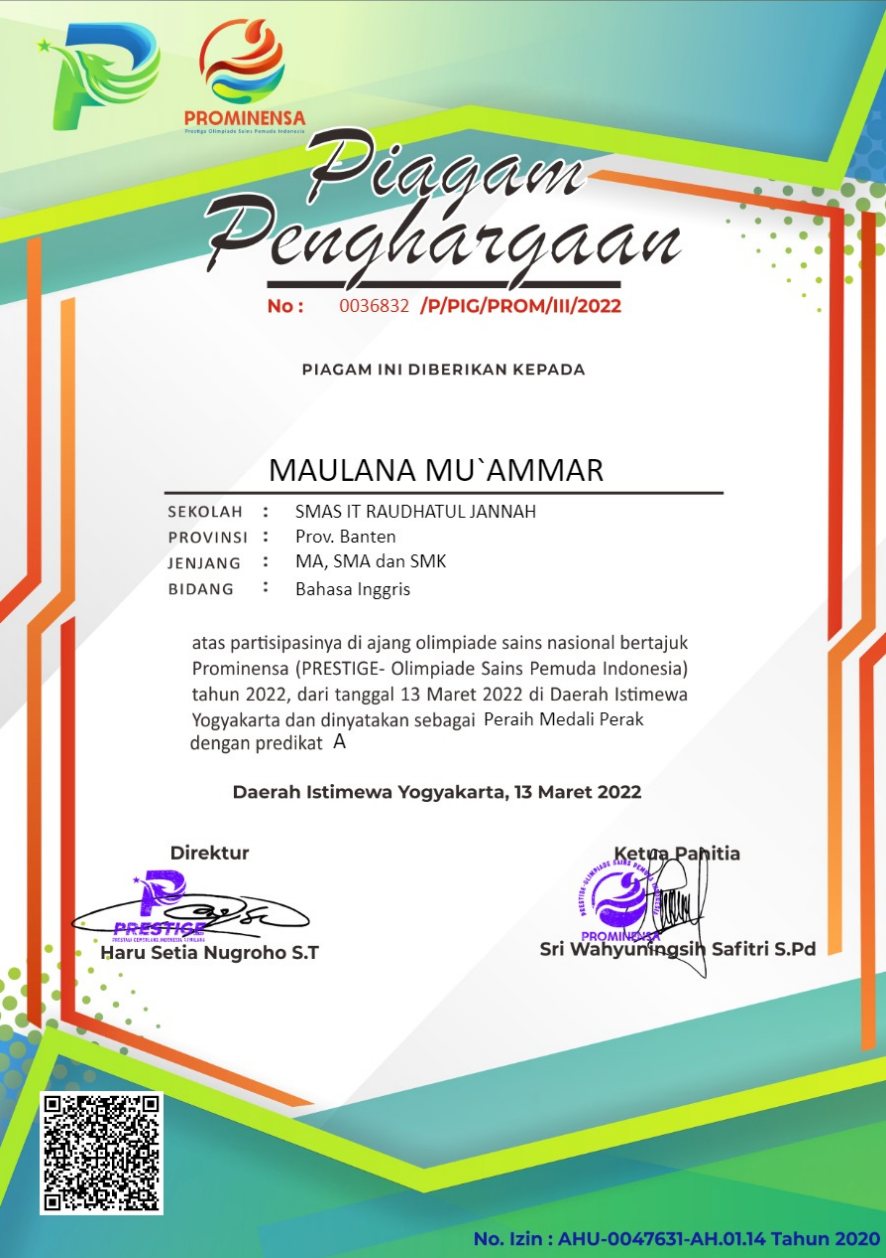 PROMINENSA
Prestige Olimpiade Sains Pemuda Indonesia
Piagam
Penghargaan
No : 0036832 /P/PIG/PROM/III/2022
PIAGAM INI DIBERIKAN KEPADA
MAULANA MU`AMMAR
SEKOLAH : SMAS IT RAUDHATUL JANNAH
PROVINSI : Prov. Banten
JENJANG : MA, SMA dan SMK
BIDANG : Bahasa Inggris
atas partisipasinya di ajang olimpiade sains nasional bertajuk
Prominensa (PRESTIGE- Olimpiade Sains Pemuda Indonesia)
tahun 2022, dari tanggal 13 Maret 2022 di Daerah Istimewa
Yogyakarta dan dinyatakan sebagai Peraih Medali Perak
dengan predikat A
Daerah Istimewa Yogyakarta, 13 Maret 2022
Direktur
PRESTIGE
Haru Setia Nugroho S.T
Ketua Panitia
PRESTIGE-OLIMPIADE SAINS PEMUDA INDONESIA
PROMINENSA
Sri Wahyuningsih Safitri S.Pd
No. Izin : AHU-0047631-AH.01.14 Tahun 2020